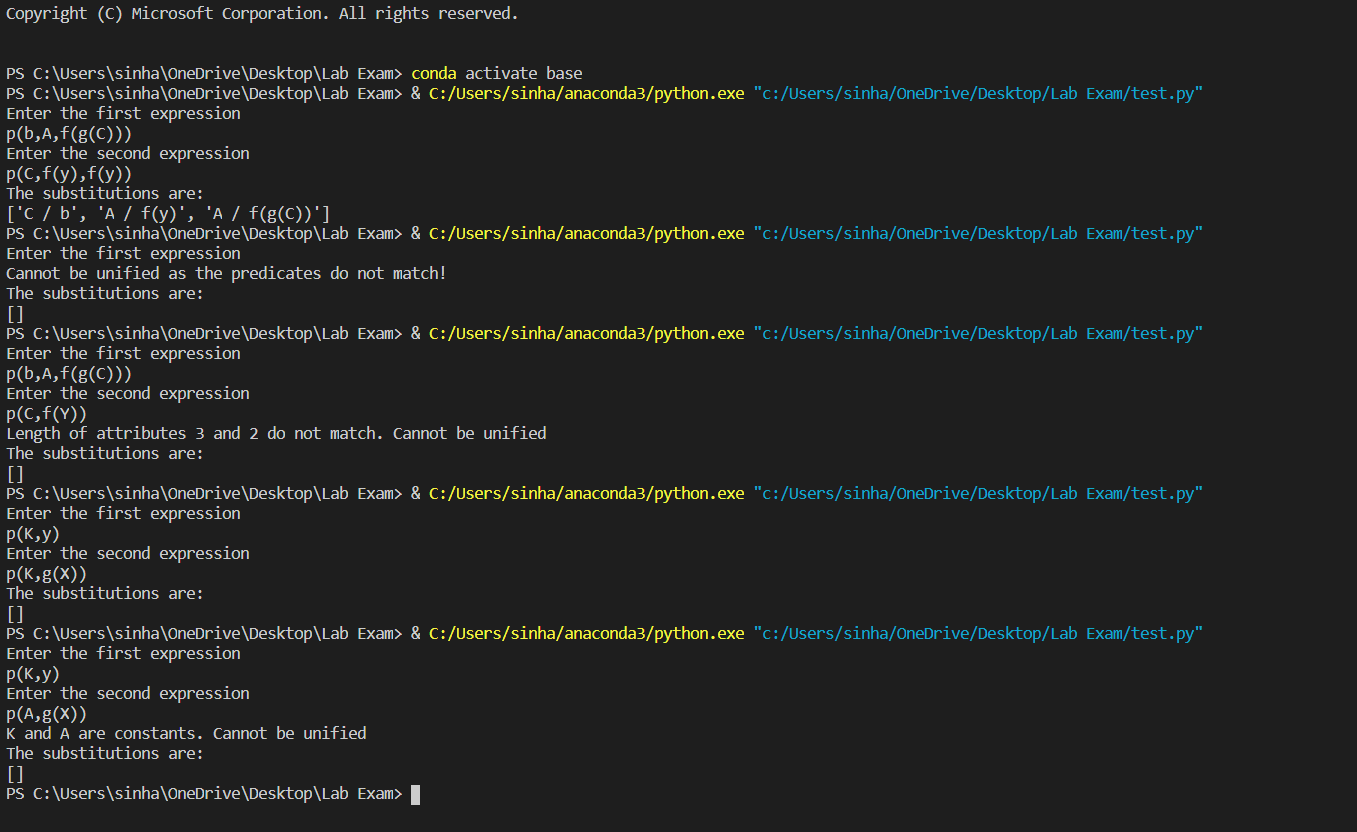 Copyright (C) Microsoft Corporation. All rights reserved.
PS C:\Users\sinha\OneDrive\Desktop\Lab Exam> conda activate base
PS C:\Users\sinha\OneDrive\Desktop\Lab Exam> & C:/Users/sinha/anaconda3/python.exe "c:/Users/sinha/OneDrive/Desktop/Lab Exam/test.py"
Enter the first expression
p(b,A,f(g(C)))
Enter the second expression
p(C,f(y),f(y))
The substitutions are:
['C / b', 'A / f(y)', 'A / f(g(C))']
PS C:\Users\sinha\OneDrive\Desktop\Lab Exam> & C:/Users/sinha/anaconda3/python.exe "c:/Users/sinha/OneDrive/Desktop/Lab Exam/test.py"
Enter the first expression
Cannot be unified as the predicates do not match!
The substitutions are:
[]
PS C:\Users\sinha\OneDrive\Desktop\Lab Exam> & C:/Users/sinha/anaconda3/python.exe "c:/Users/sinha/OneDrive/Desktop/Lab Exam/test.py"
Enter the first expression
p(b,A,f(g(C)))
Enter the second expression
p(C,f(Y))
Length of attributes 3 and 2 do not match. Cannot be unified
The substitutions are:
[]
PS C:\Users\sinha\OneDrive\Desktop\Lab Exam> & C:/Users/sinha/anaconda3/python.exe "c:/Users/sinha/OneDrive/Desktop/Lab Exam/test.py"
Enter the first expression
p(K,y)
Enter the second expression
p(K,g(X))
The substitutions are:
[]
PS C:\Users\sinha\OneDrive\Desktop\Lab Exam> & C:/Users/sinha/anaconda3/python.exe "c:/Users/sinha/OneDrive/Desktop/Lab Exam/test.py"
Enter the first expression
p(K,y)
Enter the second expression
p(A,g(X))
K and A are constants. Cannot be unified
The substitutions are:
[]
PS C:\Users\sinha\OneDrive\Desktop\Lab Exam>